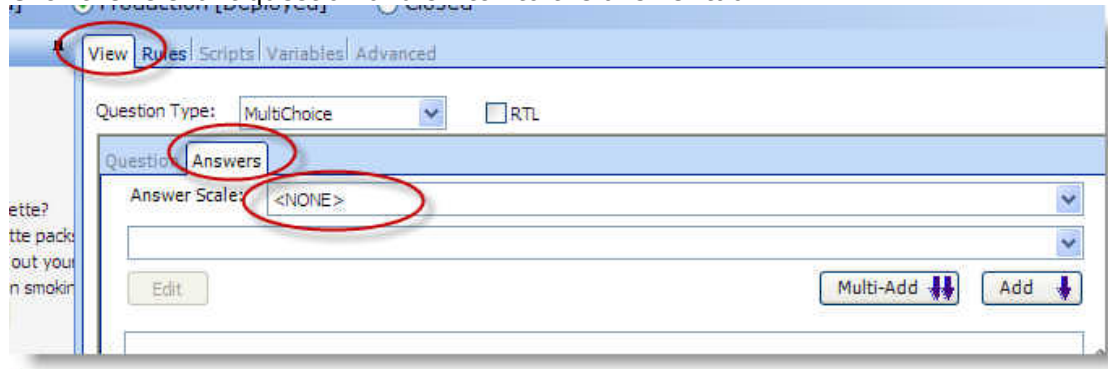 Production [Deployed] Closed
View Rules Scripts Variables Advanced
Question Type: MultiChoice RTL
Question Answers
Answer Scale: <NONE>
ette?
tte packs
out your
n smokin
Edit Multi-Add Add